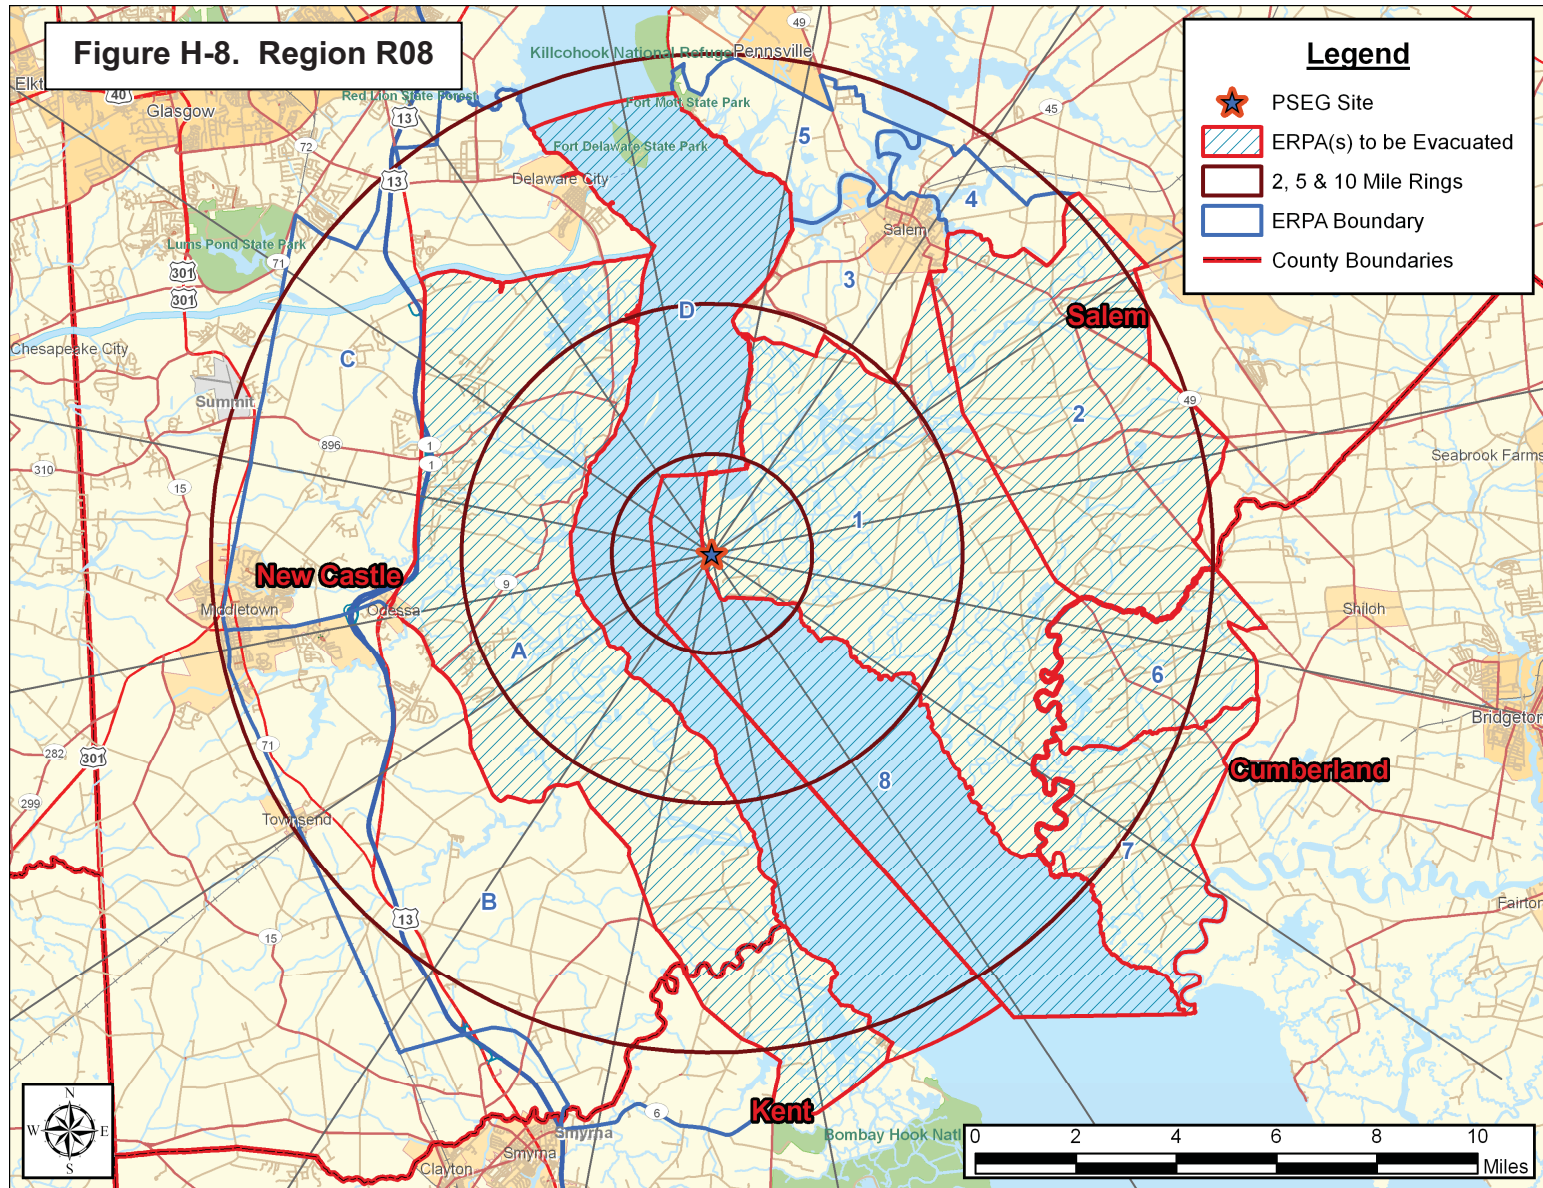 Figure H-8. Region R08
Legend
PSEG Site
ERPA(s) to be Evacuated
2, 5 & 10 Mile Rings
ERPA Boundary
County Boundaries
Killcohook National Refuge
Pennsville
49
Elkt
40
Glasgow
Red Lion State Forest
13
Fort Mott State Park
5
45
72
Fort Delaware State Park
13
Delaware City
4
Salem
Lums Pond State Park
71
301
301
3
D
Salem
Chesapeake City
C
Summit
49
2
896
1
1
310
15
Seabrook Farms
1
New Castle
9
Middletown
Odessa
Shiloh
A
6
Bridgeton
71
282
301
Cumberland
8
299
Townsend
7
B
13
Fairton
15
N
W
E
S
Kent
6
Smyrna
Smyrna
Clayton
Bombay Hook Nati
0 2 4 6 8 10
Miles